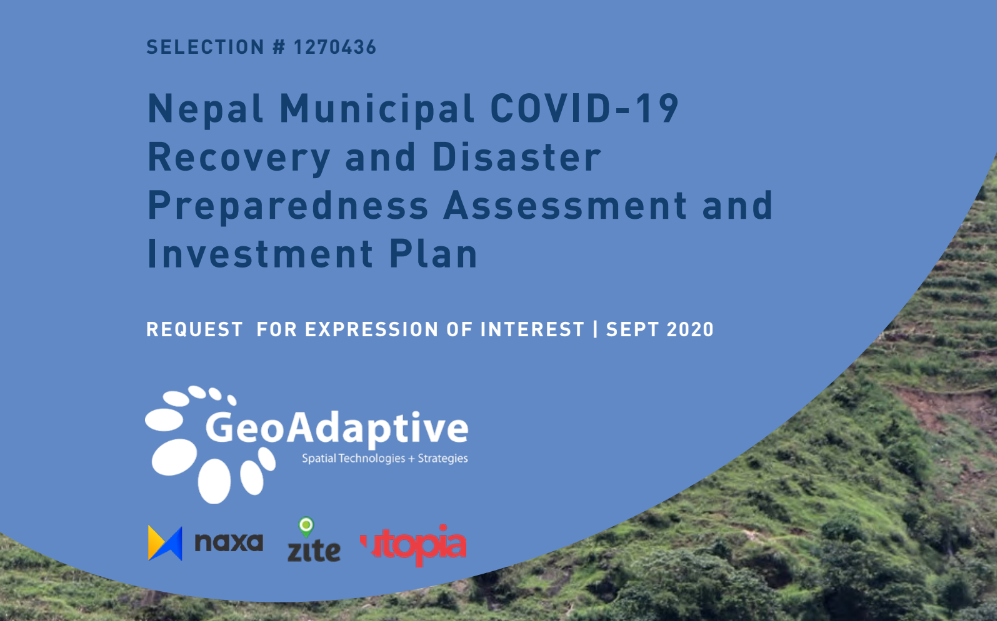 SELECTION # 1270436
Nepal Municipal COVID-19
Recovery and Disaster
Preparedness Assessment and
Investment Plan
REQUEST FOR EXPRESSION OF INTEREST | SEPT 2020
GeoAdaptive
Spatial Technologies + Strategies
naxa zite utopia